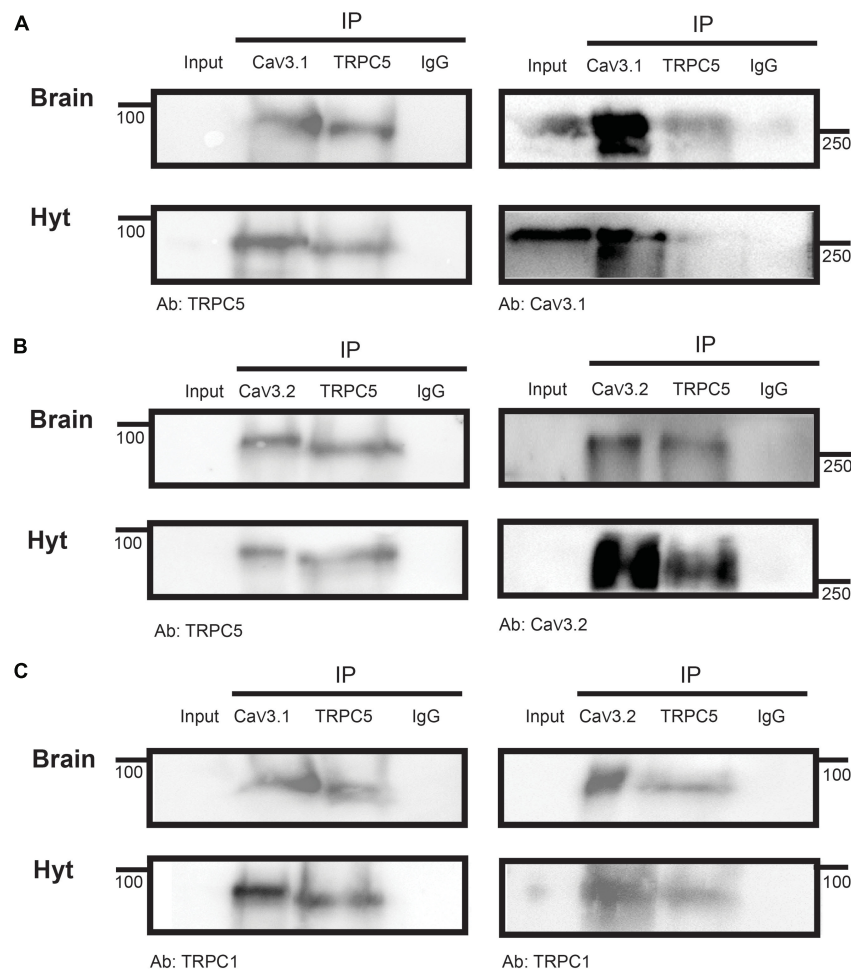 A
IP IP
Input Cav3.1 TRPC5 IgG Input Cav3.1 TRPC5 IgG
Brain
100
250
Hyt
100
250
Ab: TRPC5 Ab: Cav3.1
B
IP IP
Input Cav3.2 TRPC5 IgG Input Cav3.2 TRPC5 IgG
Brain
100
250
Hyt
100
250
Ab: TRPC5 Ab: Cav3.2
C
IP IP
Input Cav3.1 TRPC5 IgG Input Cav3.2 TRPC5 IgG
Brain
100 100
Hyt
100 100
Ab: TRPC1 Ab: TRPC1